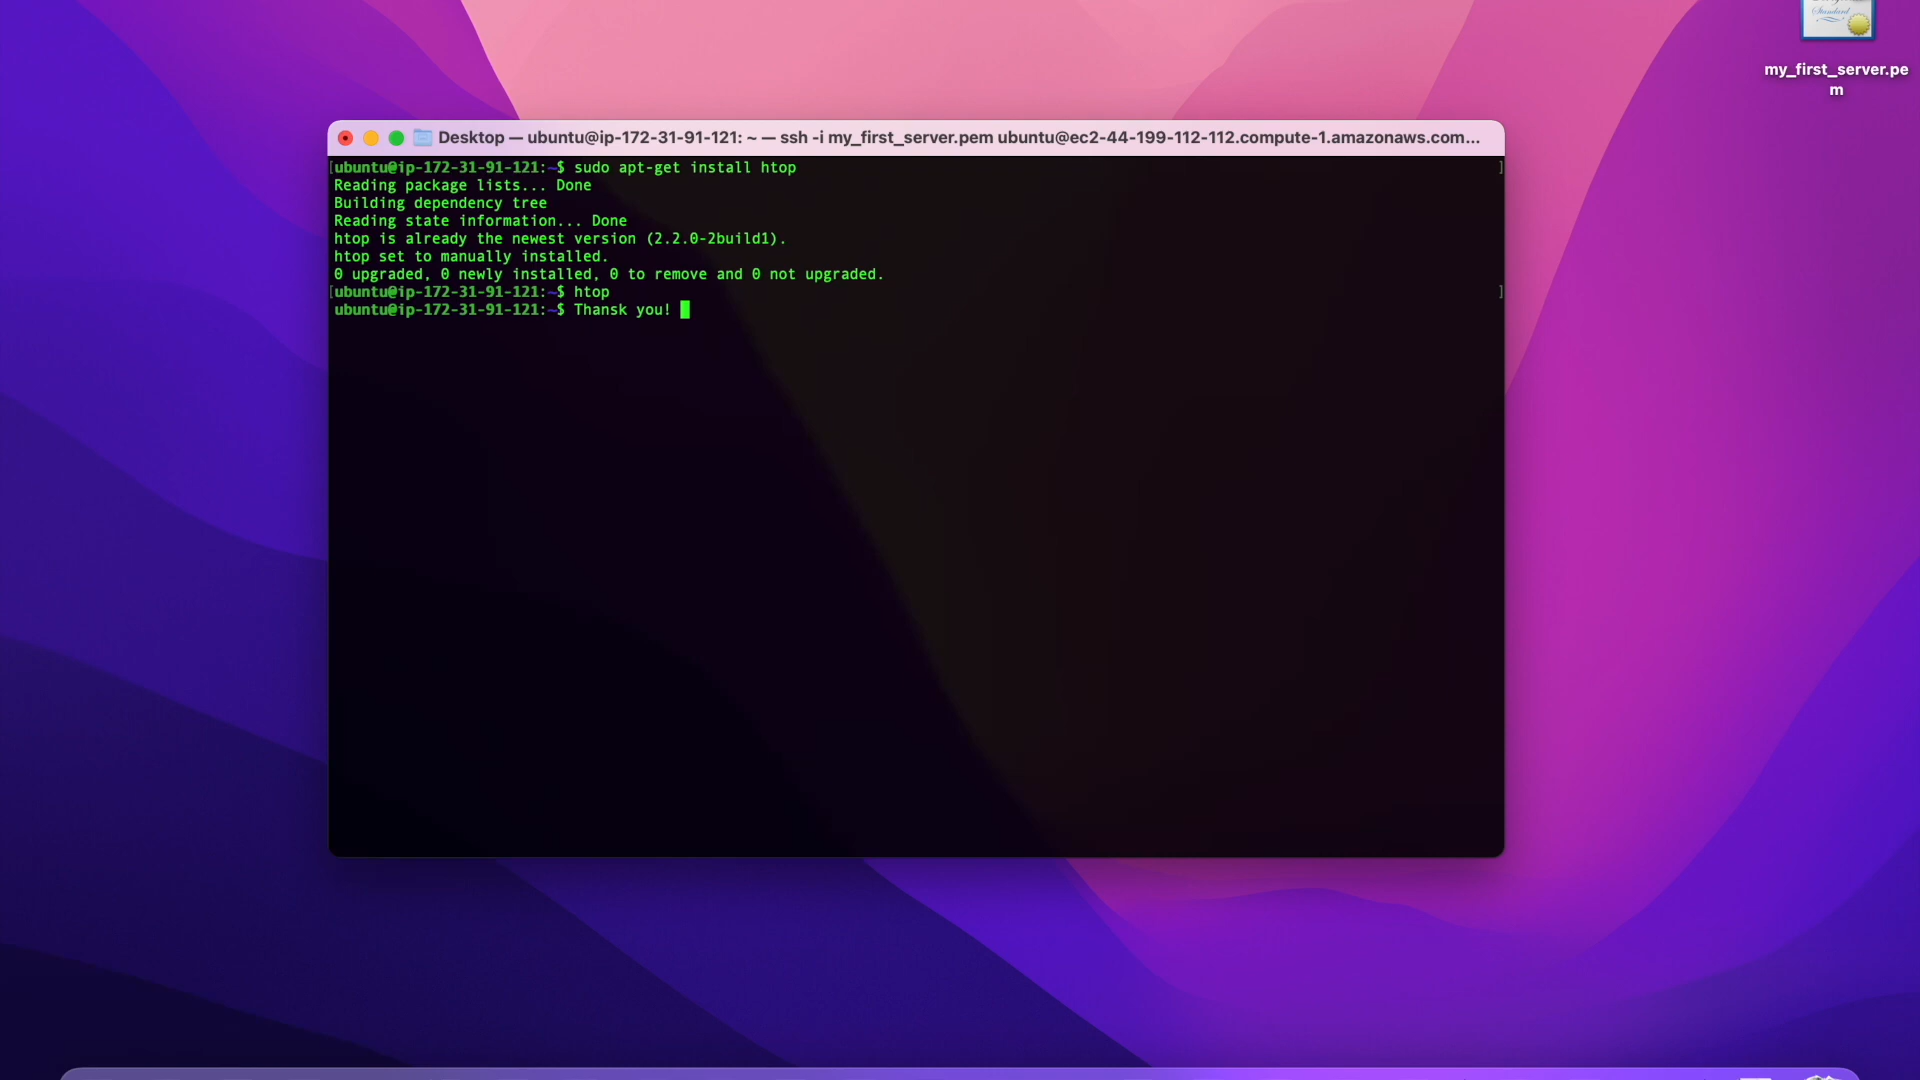 my_first_server.pe
m
Desktop — ubuntu@ip-172-31-91-121: ~ — ssh -i my_first_server.pem ubuntu@ec2-44-199-112-112.compute-1.amazonaws.com...
[ubuntu@ip-172-31-91-121:~$ sudo apt-get install htop ]
Reading package lists... Done
Building dependency tree
Reading state information... Done
htop is already the newest version (2.2.0-2build1).
htop set to manually installed.
0 upgraded, 0 newly installed, 0 to remove and 0 not upgraded.
[ubuntu@ip-172-31-91-121:~$ htop ]
ubuntu@ip-172-31-91-121:~$ Thansk you!